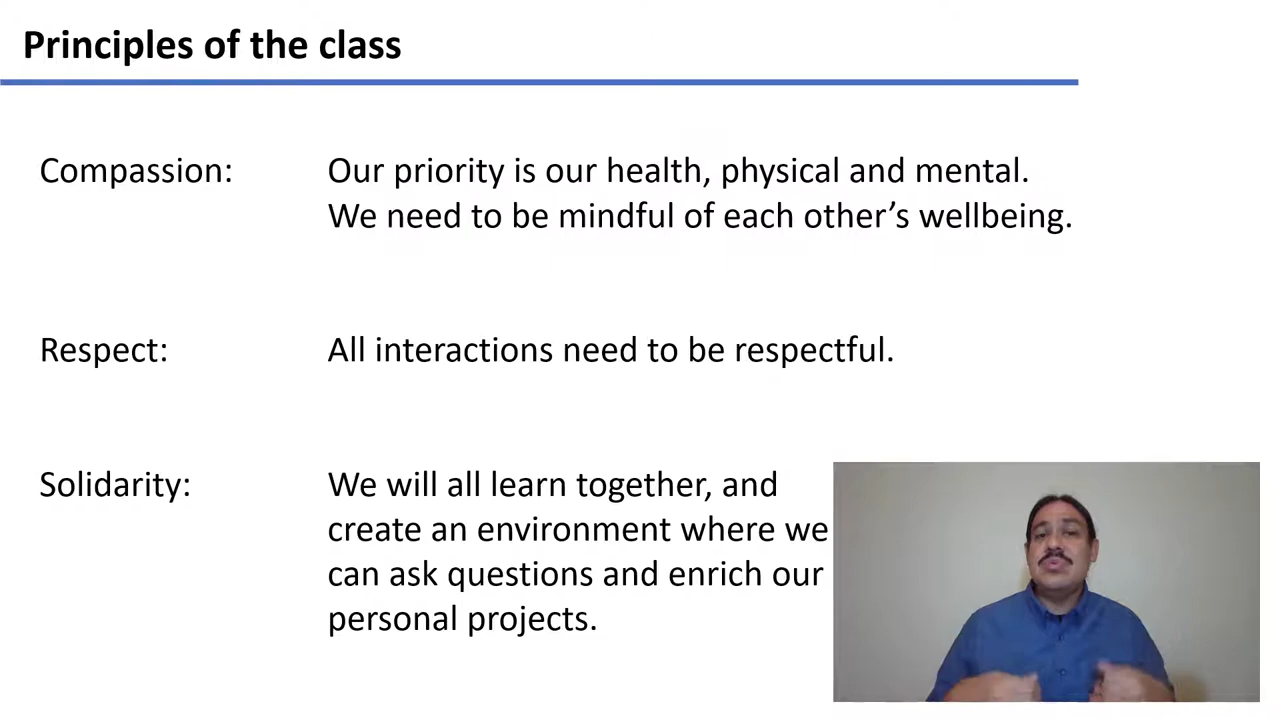 Principles of the class
Compassion: Our priority is our health, physical and mental.
We need to be mindful of each other’s wellbeing.
Respect: All interactions need to be respectful.
Solidarity: We will all learn together, and
create an environment where we
can ask questions and enrich our
personal projects.